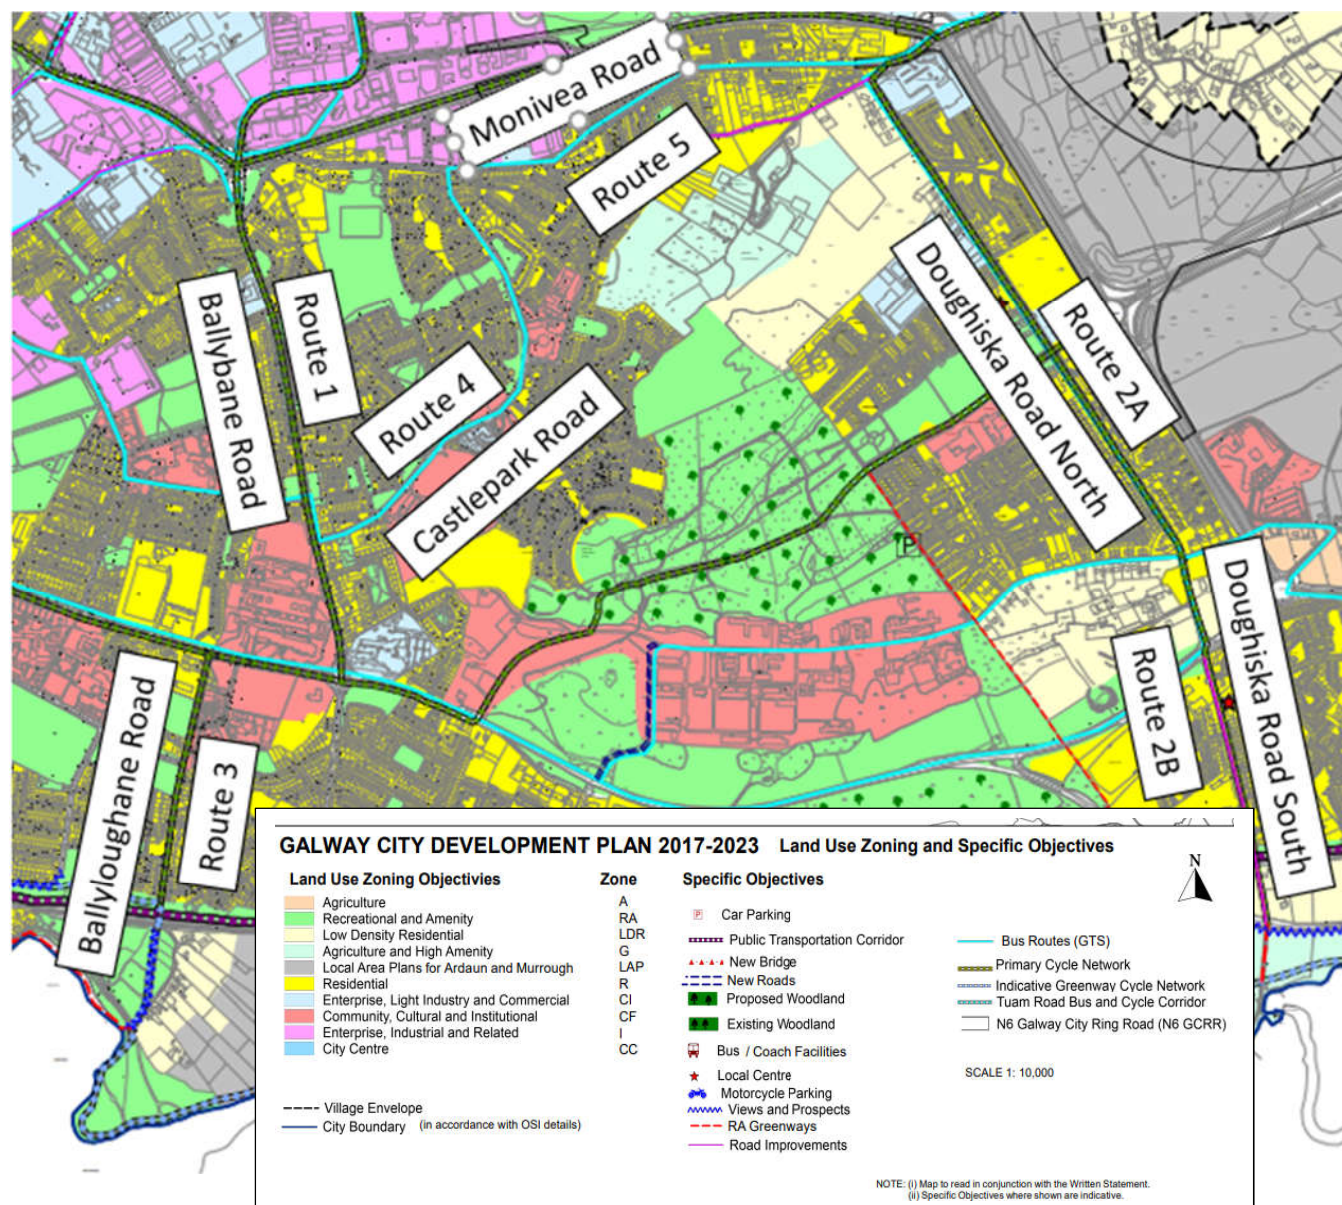 Monivea Road
Route 5
Ballybane Road
Route 1
Route 4
Castlepark Road
Doughiska Road North
Route 2A
P
Doughiska Road South
Route 2B
Ballyloughane Road
Route 3
GALWAY CITY DEVELOPMENT PLAN 2017-2023 Land Use Zoning and Specific Objectives
N
Land Use Zoning Objectivies Zone
Agriculture A
Recreational and Amenity RA
Low Density Residential LDR
Agriculture and High Amenity G
Local Area Plans for Ardaun and Murrough LAP
Residential R
Enterprise, Light Industry and Commercial CI
Community, Cultural and Institutional CF
Enterprise, Industrial and Related I
City Centre CC
Village Envelope
City Boundary (in accordance with OSI details)
Specific Objectives
P Car Parking
Public Transportation Corridor
New Bridge
New Roads
Proposed Woodland
Existing Woodland
Bus / Coach Facilities
Local Centre
Motorcycle Parking
Views and Prospects
RA Greenways
Road Improvements
Bus Routes (GTS)
Primary Cycle Network
Indicative Greenway Cycle Network
Tuam Road Bus and Cycle Corridor
N6 Galway City Ring Road (N6 GCRR)
SCALE 1: 10,000
NOTE: (i) Map to read in conjunction with the Written Statement.
(ii) Specific Objectives where shown are indicative.